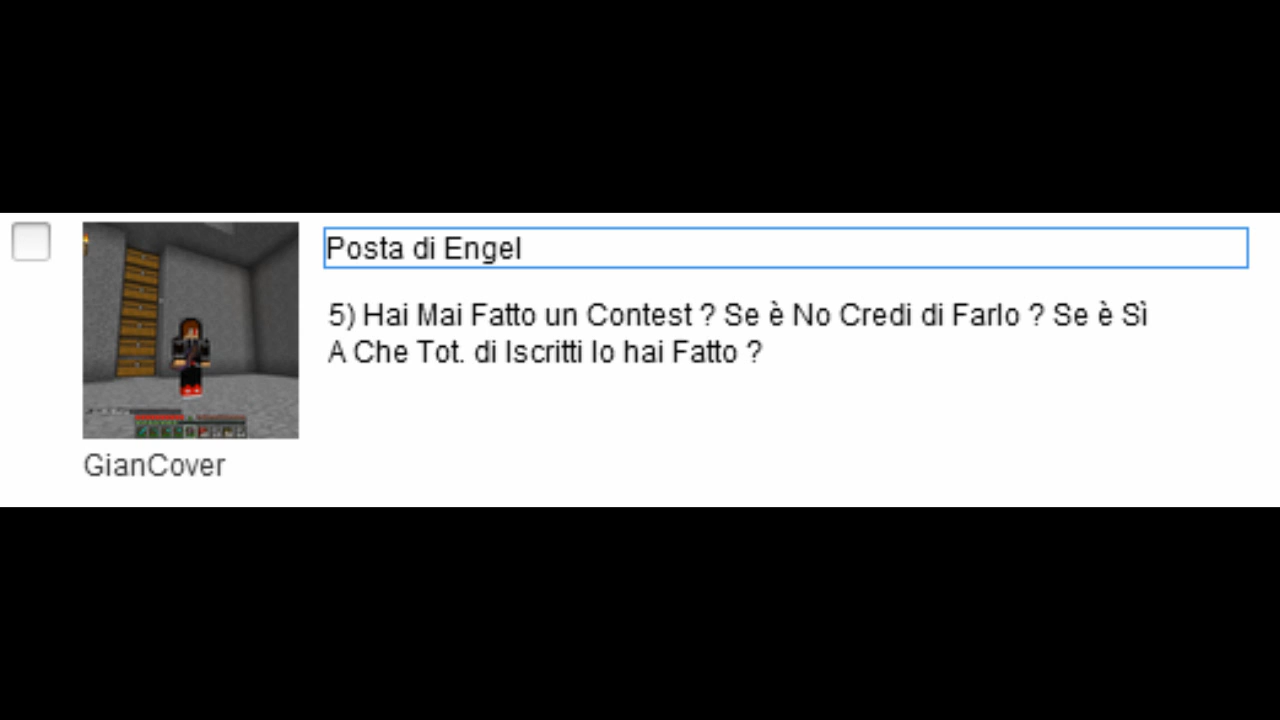 Posta di Engel
5) Hai Mai Fatto un Contest ? Se è No Credi di Farlo ? Se è Sì
A Che Tot. di Iscritti lo hai Fatto ?
GianCover